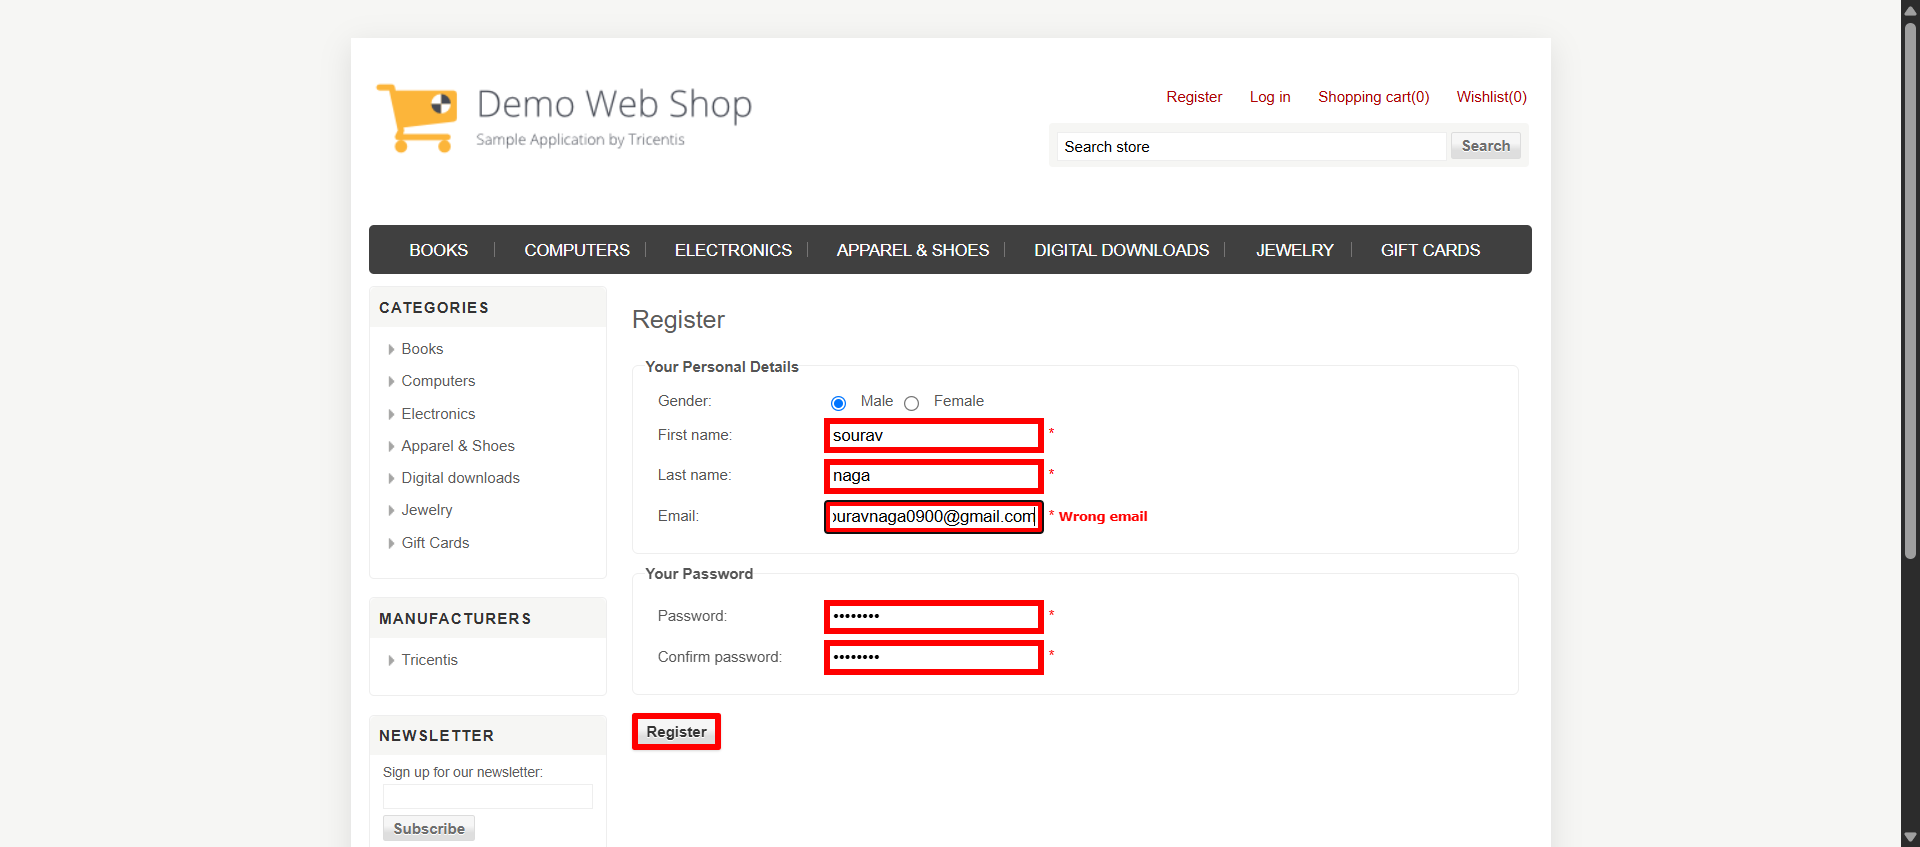 Demo Web Shop
Sample Application by Tricentis
Register Log in Shopping cart(0) Wishlist(0)
Search store Search
BOOKS COMPUTERS ELECTRONICS APPAREL & SHOES DIGITAL DOWNLOADS JEWELRY GIFT CARDS
CATEGORIES
Books
Computers
Electronics
Apparel & Shoes
Digital downloads
Jewelry
Gift Cards
MANUFACTURERS
Tricentis
NEWSLETTER
Sign up for our newsletter:
Subscribe
Register
Your Personal Details
Gender: Male Female
First name: sourav *
Last name: naga *
Email: ouravnaga0900@gmail.com * Wrong email
Your Password
Password: •••••••• *
Confirm password: •••••••• *
Register